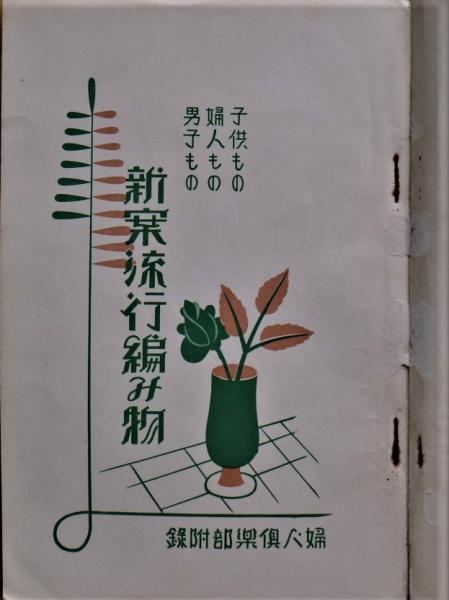 子供もの
婦人もの
男子もの
新案流行編み物
婦人倶楽部附録